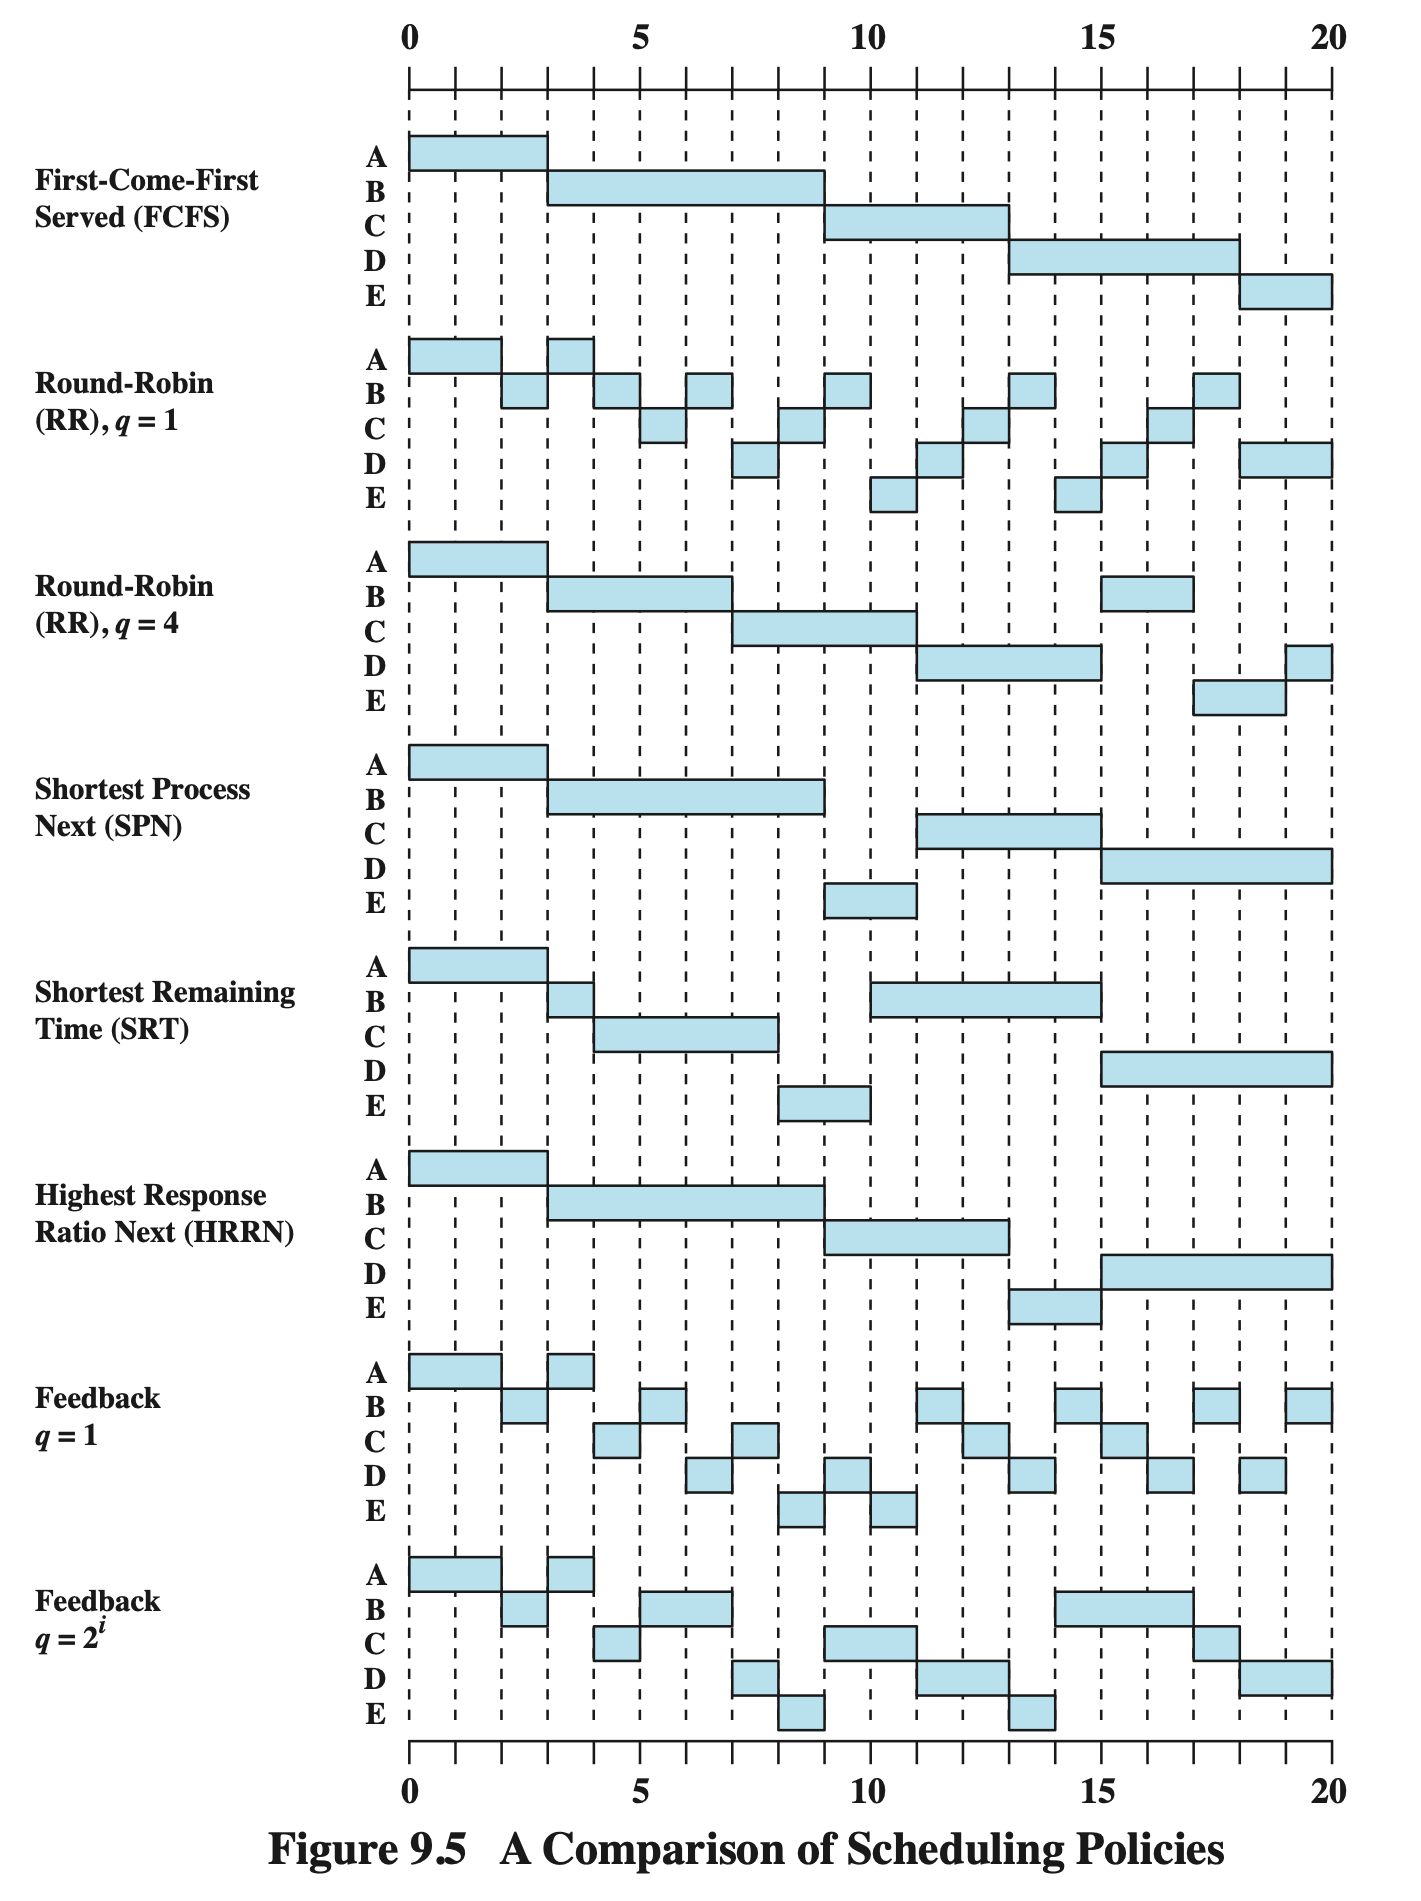 0 5 10 15 20
First-Come-First
Served (FCFS)
A
B
C
D
E
Round-Robin
(RR), q = 1
A
B
C
D
E
Round-Robin
(RR), q = 4
A
B
C
D
E
Shortest Process
Next (SPN)
A
B
C
D
E
Shortest Remaining
Time (SRT)
A
B
C
D
E
Highest Response
Ratio Next (HRRN)
A
B
C
D
E
Feedback
q = 1
A
B
C
D
E
Feedback
q = 2^i
A
B
C
D
E
0 5 10 15 20
Figure 9.5 A Comparison of Scheduling Policies